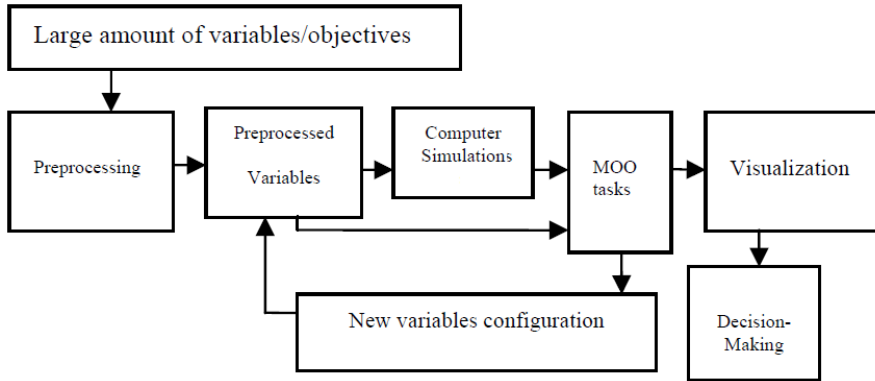 Large amount of variables/objectives
Preprocessing
Preprocessed
Variables
Computer
Simulations
MOO
tasks
Visualization
New variables configuration
Decision-
Making